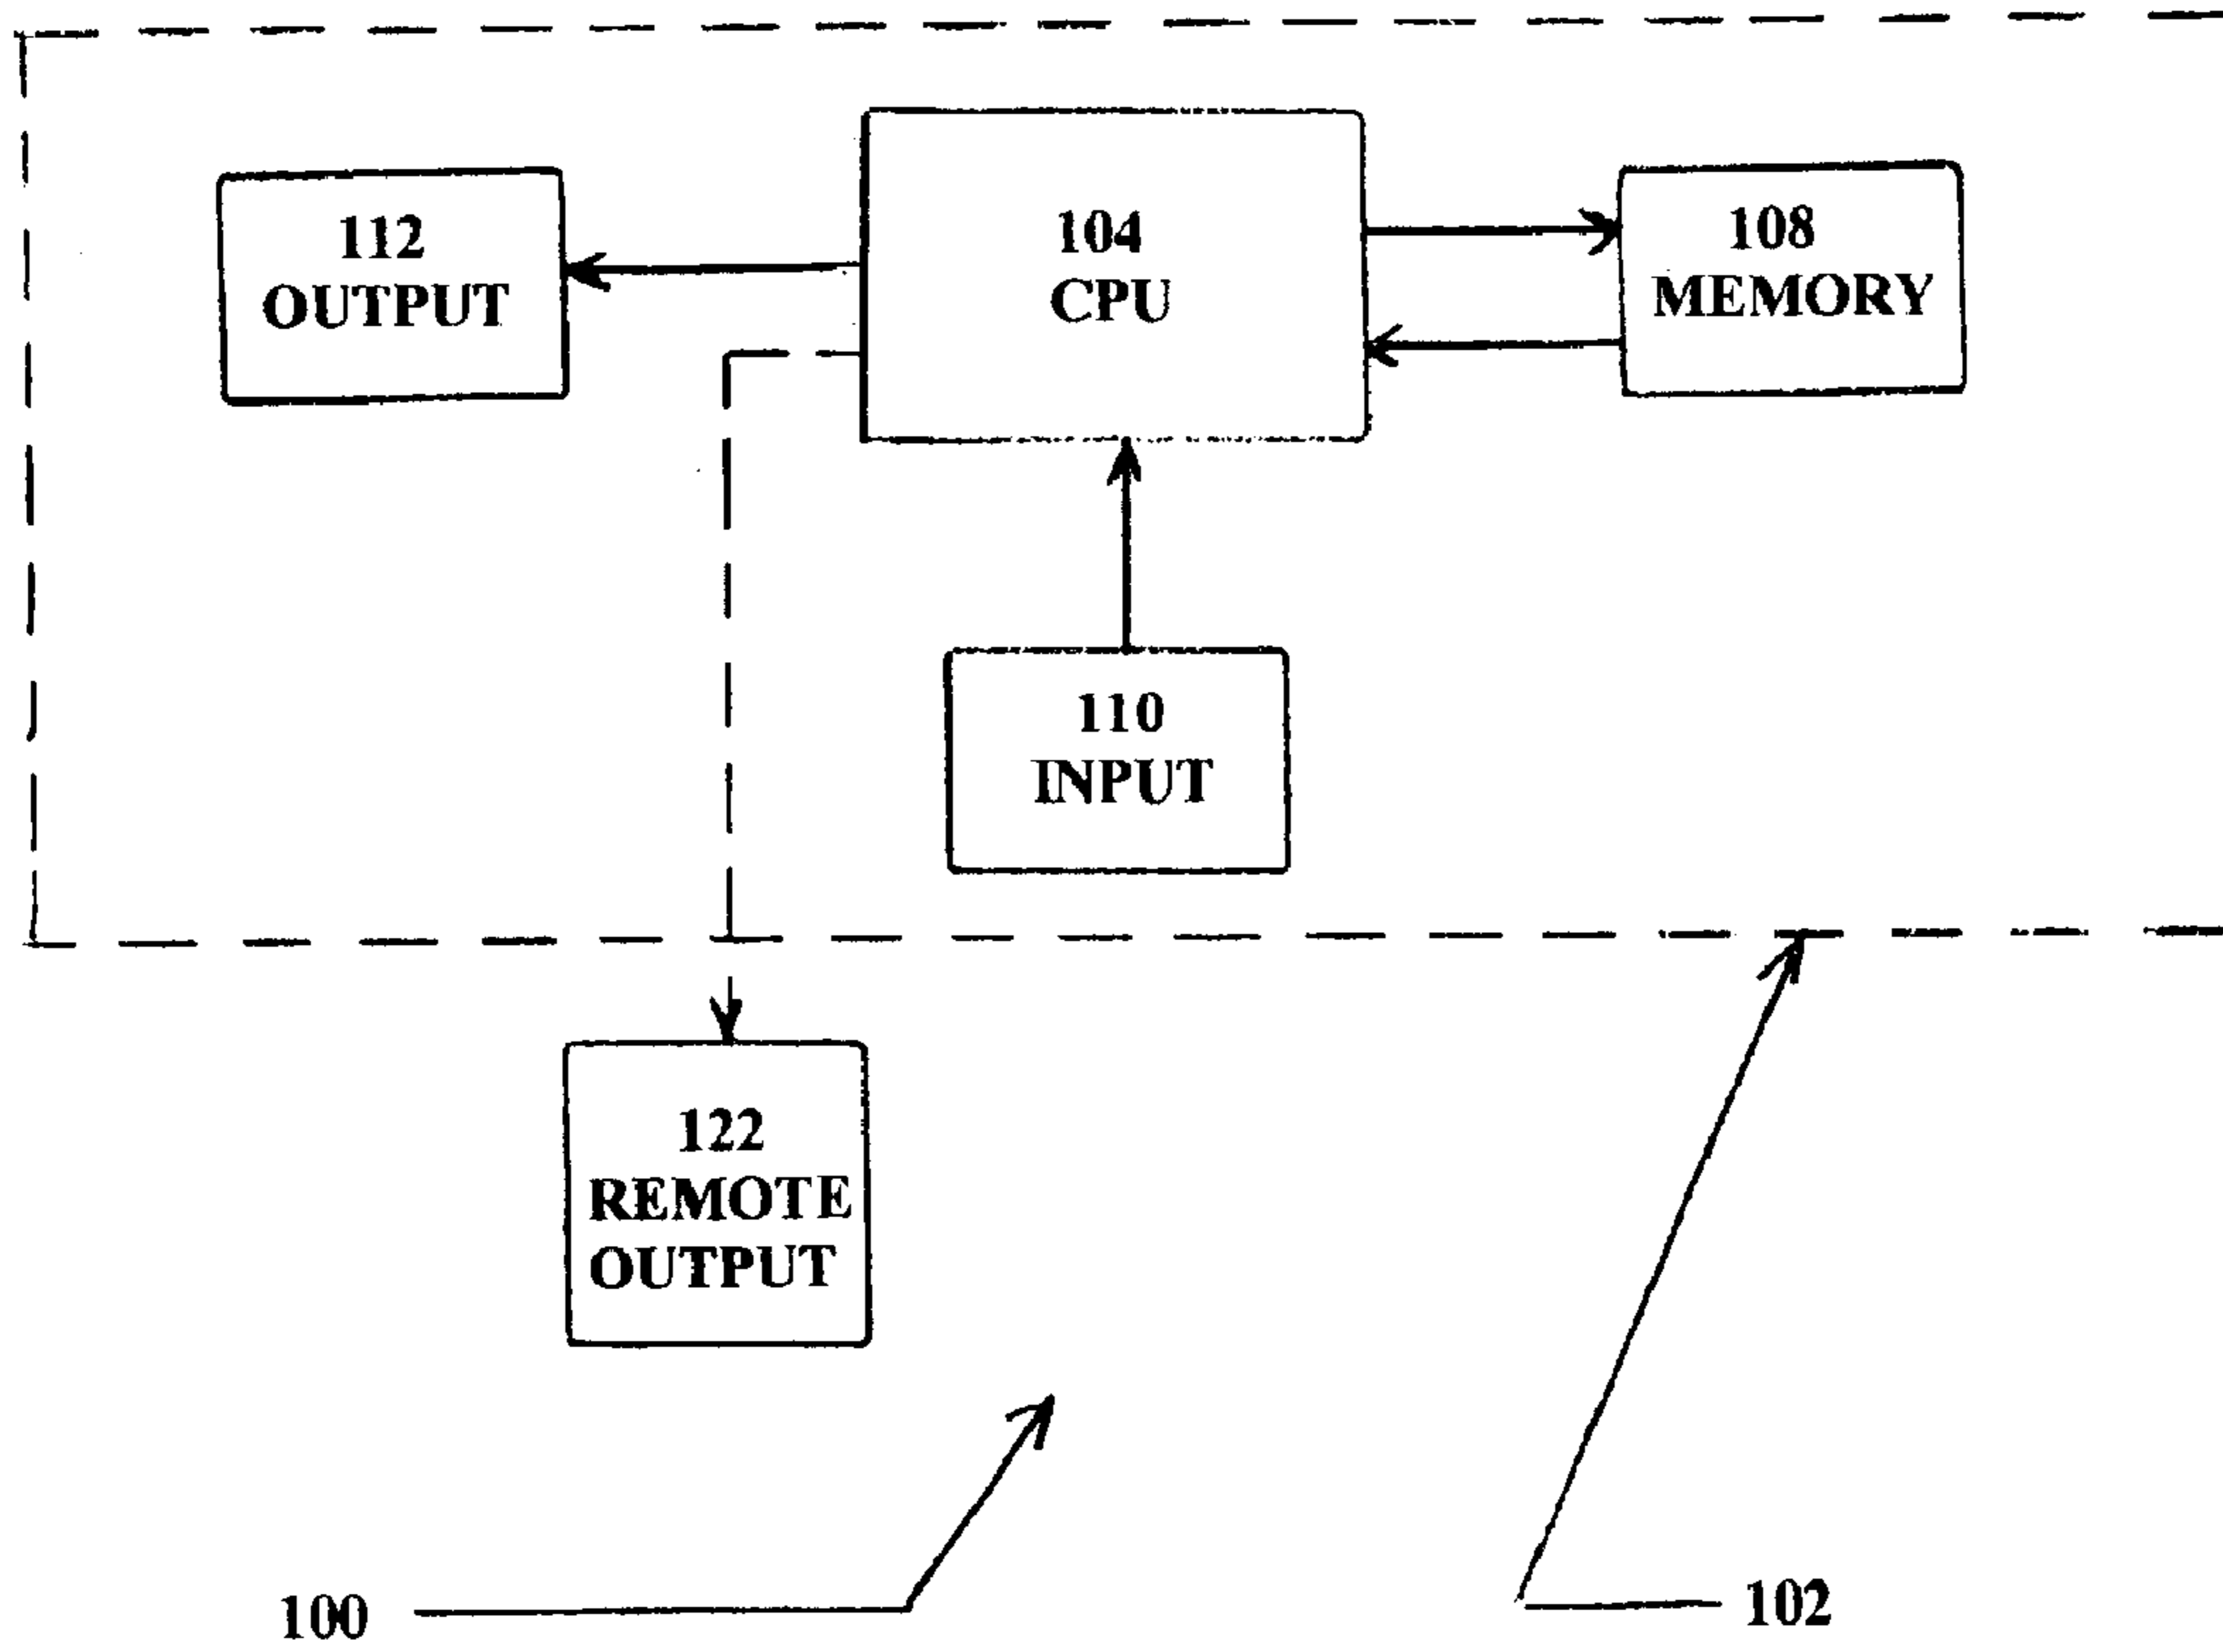 112
OUTPUT
104
CPU
108
MEMORY
110
INPUT
122
REMOTE
OUTPUT
100
102